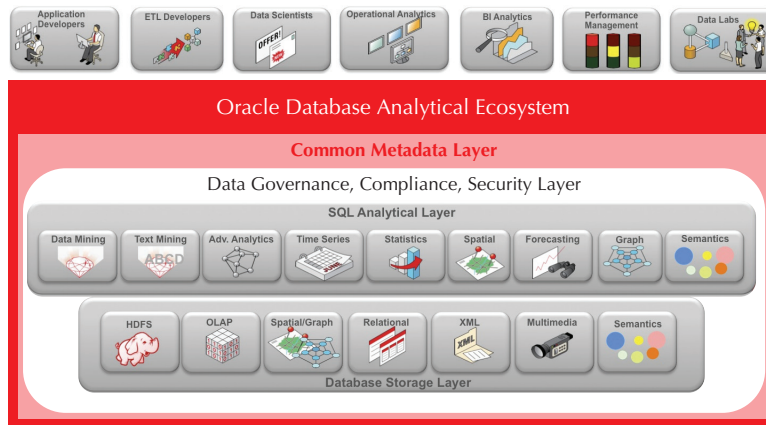 Application
Developers
ETL Developers
Data Scientists
Operational Analytics
BI Analytics
Performance
Management
Data Labs
OFFER!
Oracle Database Analytical Ecosystem
Common Metadata Layer
Data Governance, Compliance, Security Layer
SQL Analytical Layer
Data Mining
Text Mining
Adv. Analytics
Time Series
Statistics
Spatial
Forecasting
Graph
Semantics
ABCD
JUNE
HDFS
OLAP
Spatial/Graph
Relational
XML
Multimedia
Semantics
XML
Database Storage Layer